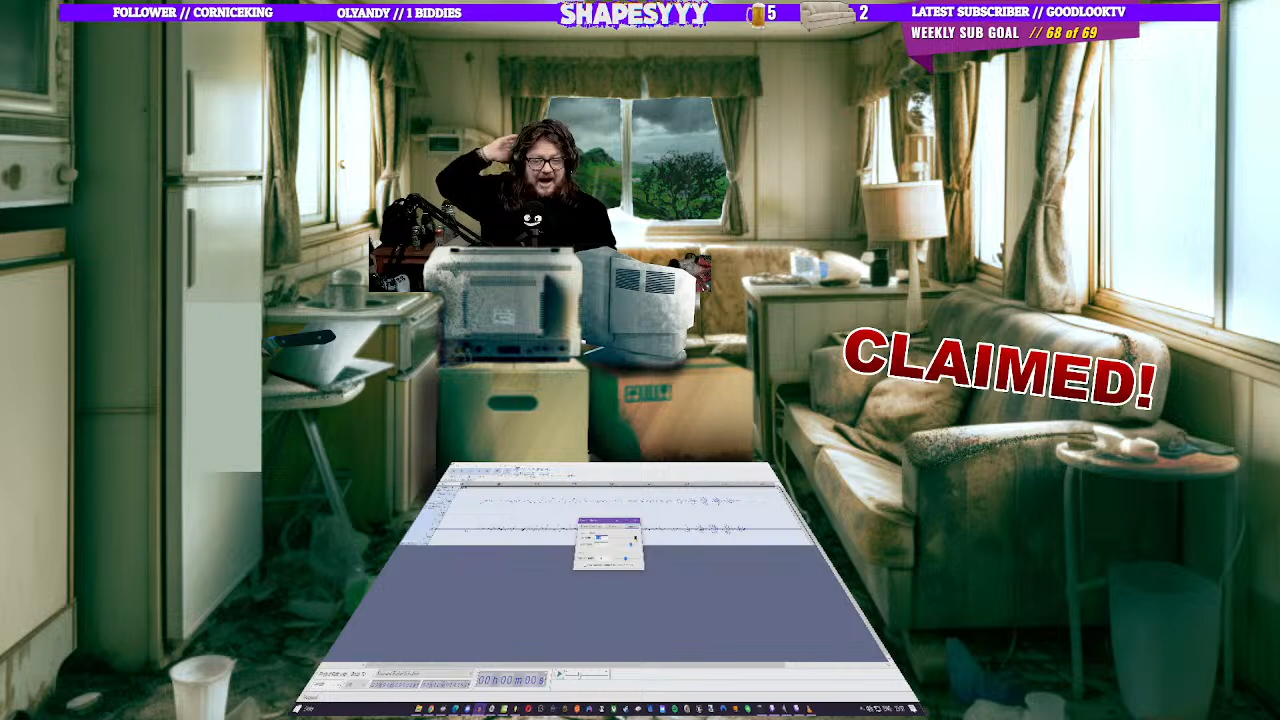 FOLLOWER // CORNICEKING
OLYANDY // 1 BIDDIES
SHAPESYYY
5
2
LATEST SUBSCRIBER // GOODLOOKTV
WEEKLY SUB GOAL // 68 of 69
CLAIMED!
00 h 00 m 00 s